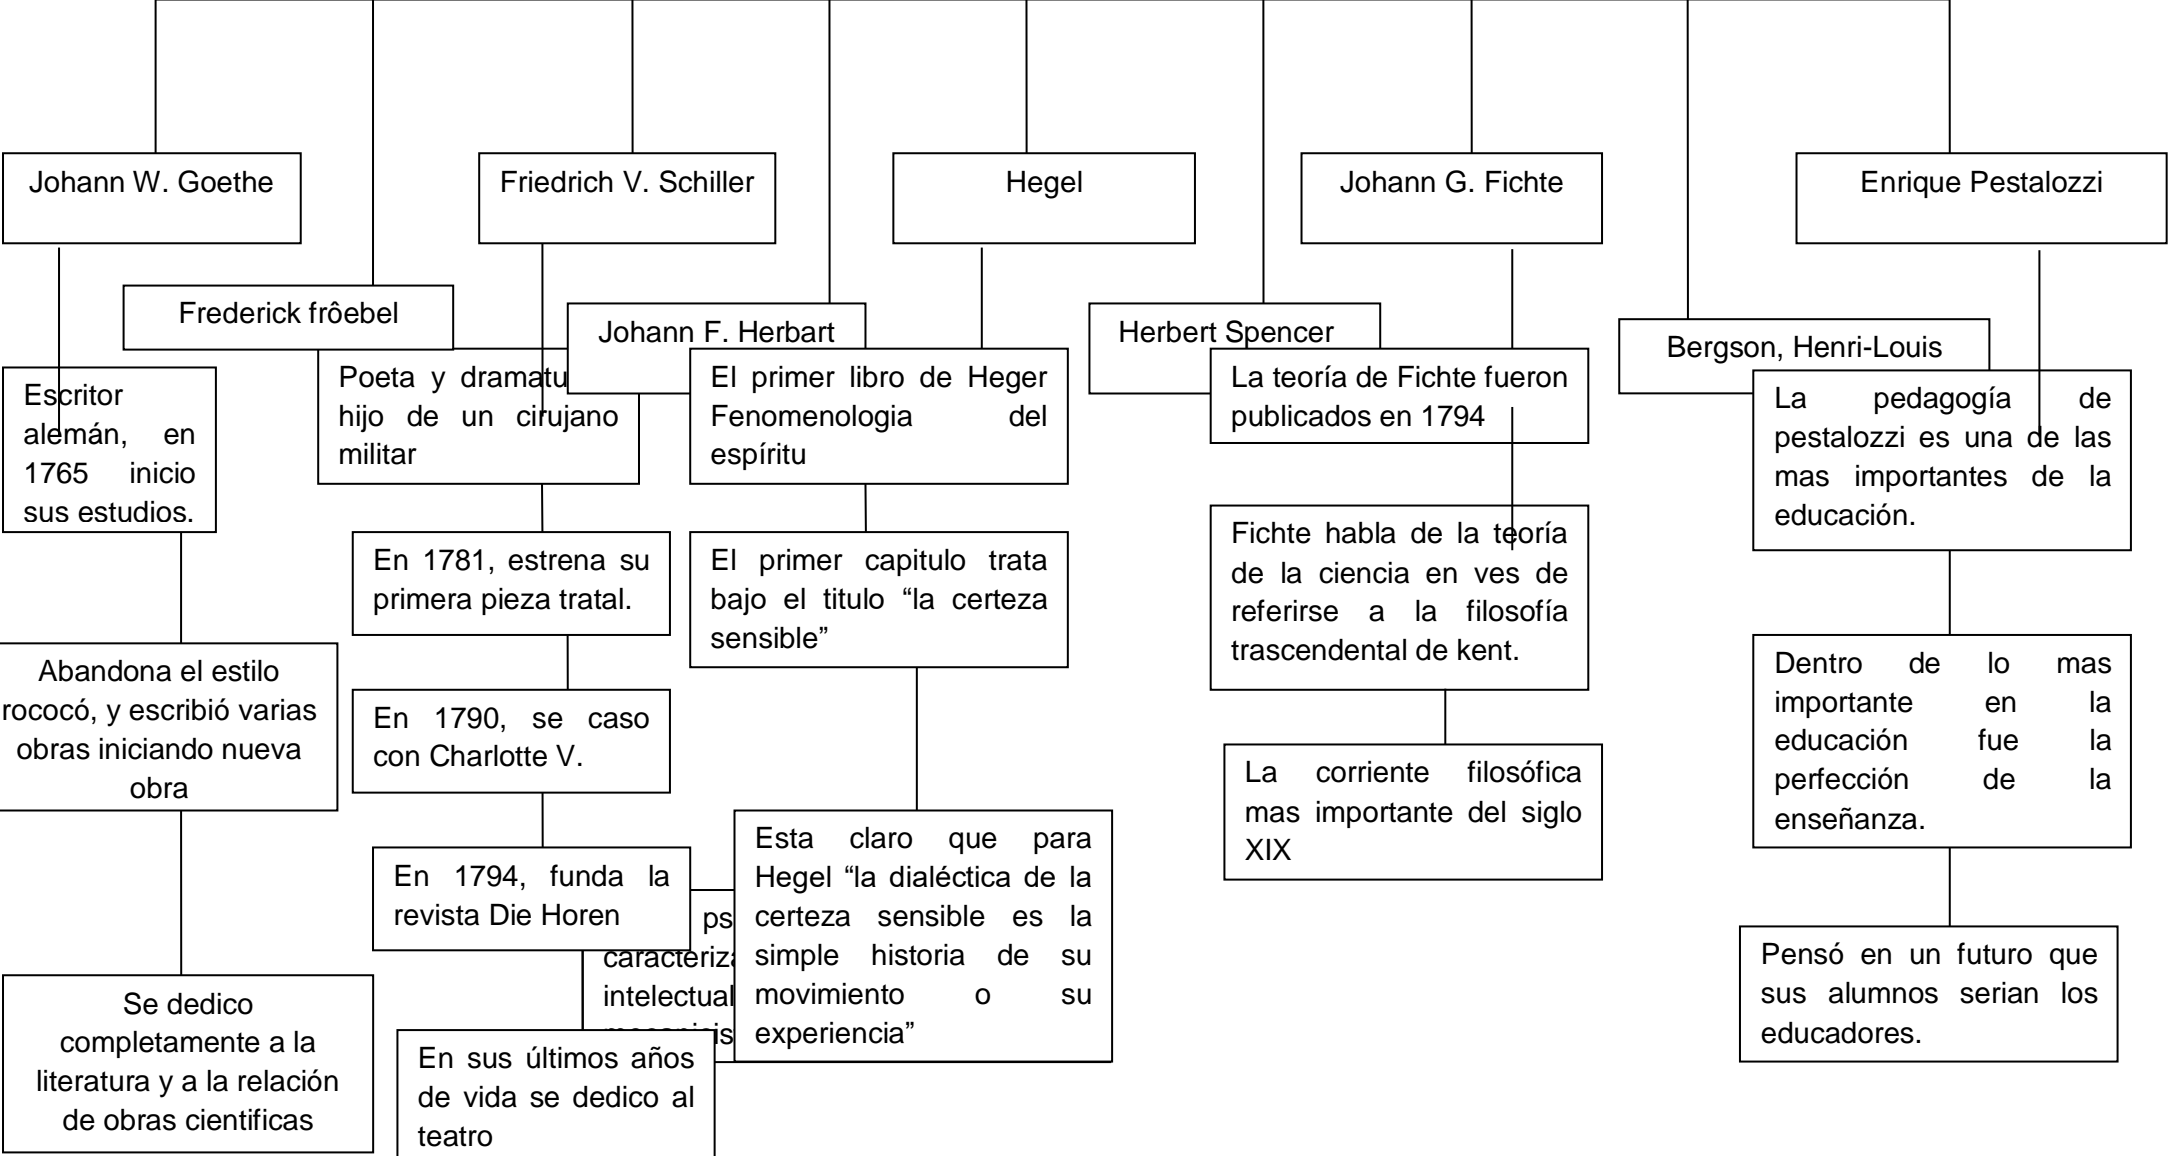 Johann W. Goethe
Friedrich V. Schiller
Hegel
Johann G. Fichte
Enrique Pestalozzi
Frederick frôebel
Johann F. Herbart
Herbert Spencer
Bergson, Henri-Louis
Escritor
alemán, en
1765 inicio
sus estudios.
Abandona el estilo
rococó, y escribió varias
obras iniciando nueva
obra
Se dedico
completamente a la
literatura y a la relación
de obras cientificas
Poeta y
hijo de un cirujano
militar
En 1781, estrena su
primera pieza tratal.
En 1790, se caso
con Charlotte V.
En 1794, funda la
revista Die Horen
En sus últimos años
de vida se dedico al
teatro
El primer libro de Heger
Fenomenologia del
espíritu
El primer capitulo trata
bajo el titulo “la certeza
sensible”
Esta claro que para
Hegel “la dialéctica de la
certeza sensible es la
simple historia de su
movimiento o su
experiencia”
La teoría de Fichte fueron
publicados en 1794
Fichte habla de la teoría
de la ciencia en ves de
referirse a la filosofía
trascendental de kent.
La corriente filosófica
mas importante del siglo
XIX
La pedagogía de
pestalozzi es una de las
mas importantes de la
educación.
Dentro de lo mas
importante en la
educación fue la
perfección de la
enseñanza.
Pensó en un futuro que
sus alumnos serian los
educadores.